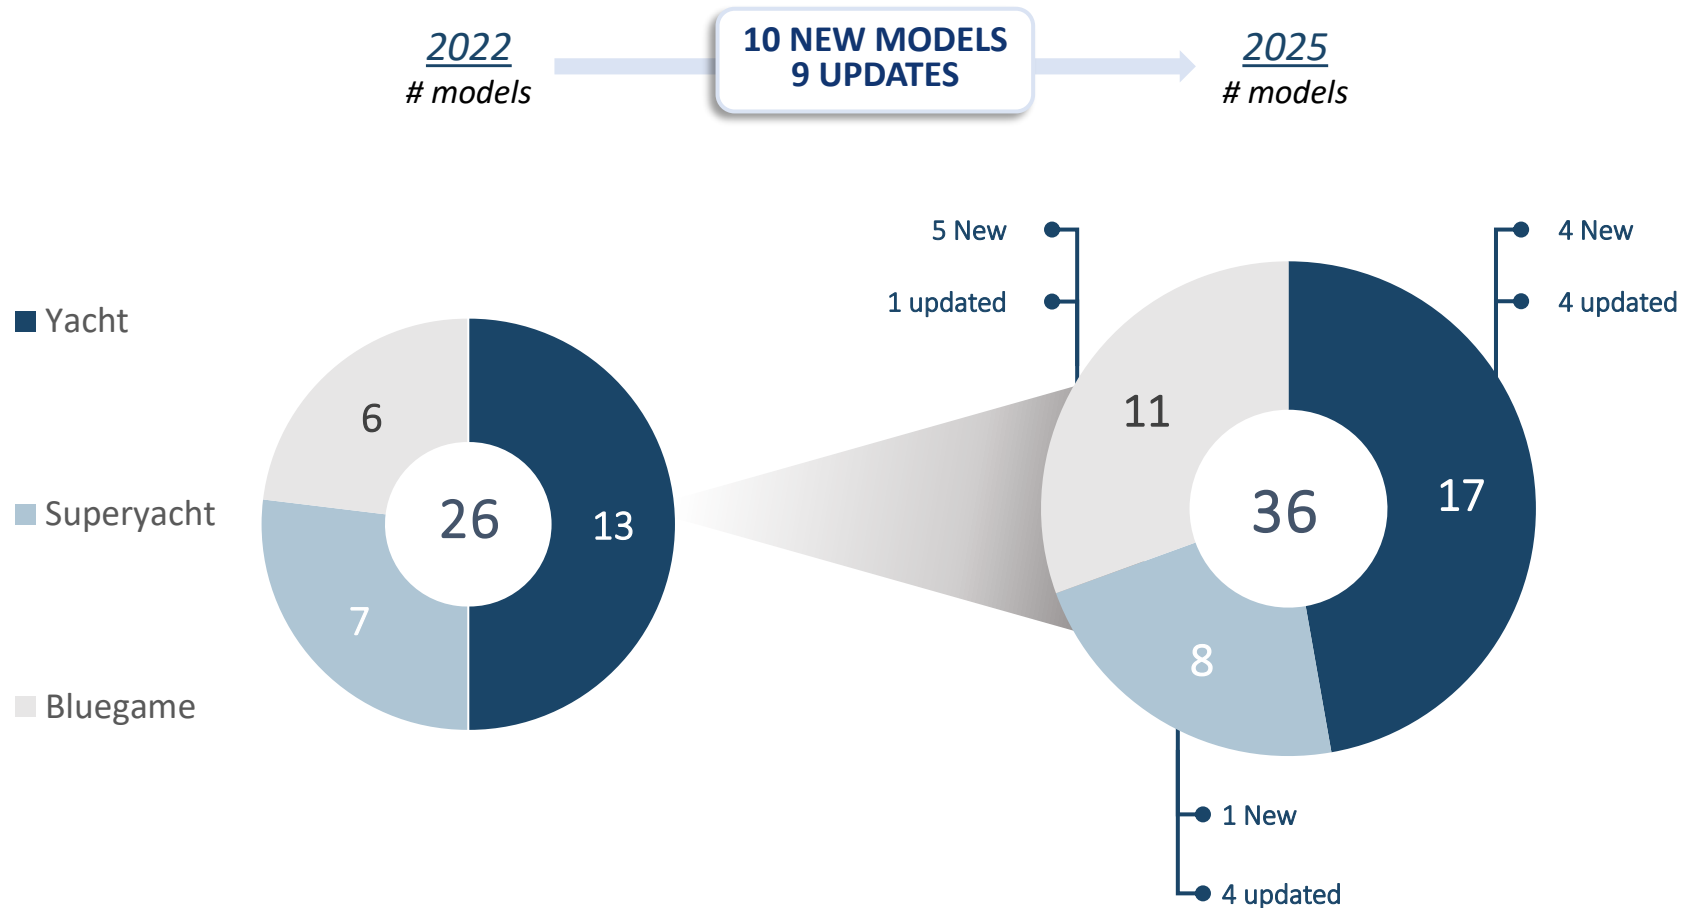 2022
# models
10 NEW MODELS
9 UPDATES
2025
# models
Yacht
Superyacht
Bluegame
6
26
13
7
5 New
1 updated
4 New
4 updated
11
36
17
8
1 New
4 updated